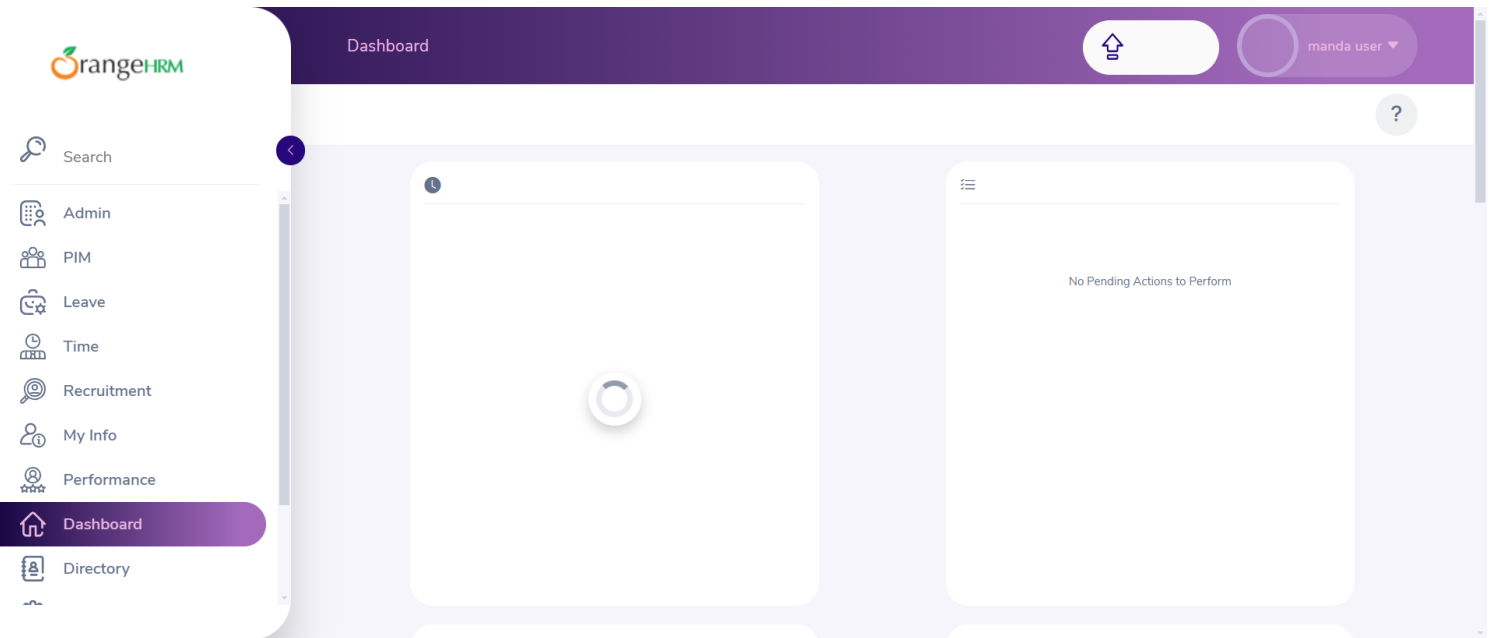 OrangeHRM
Dashboard
manda user
?
Search
Admin
PIM
Leave
Time
Recruitment
My Info
Performance
Dashboard
Directory
No Pending Actions to Perform